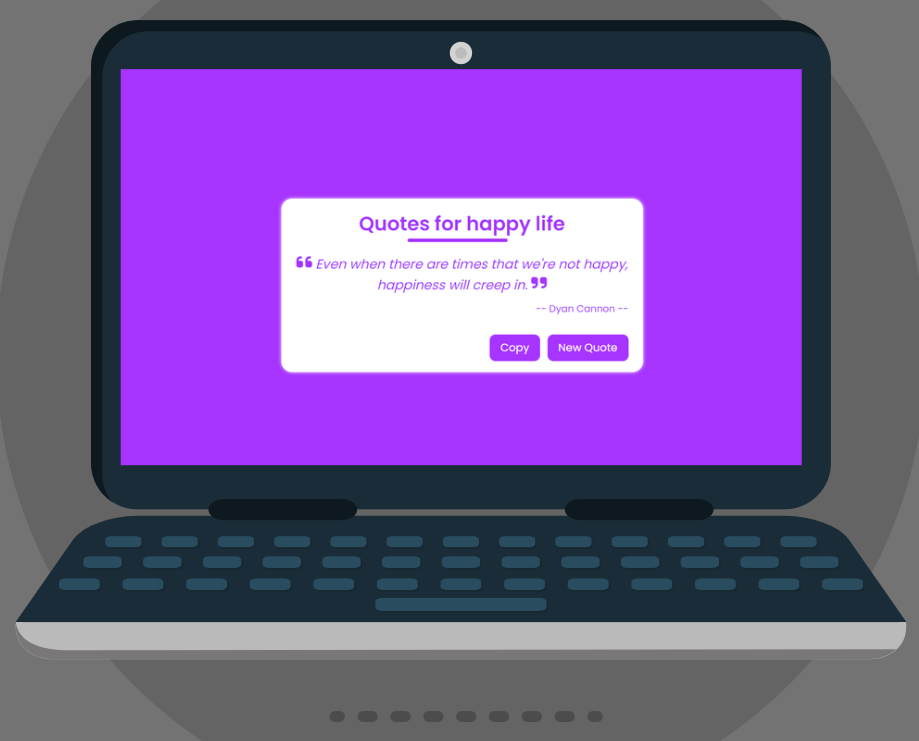 Quotes for happy life
❝ Even when there are times that we're not happy,
happiness will creep in. ❞
-- Dyan Cannon --
Copy New Quote